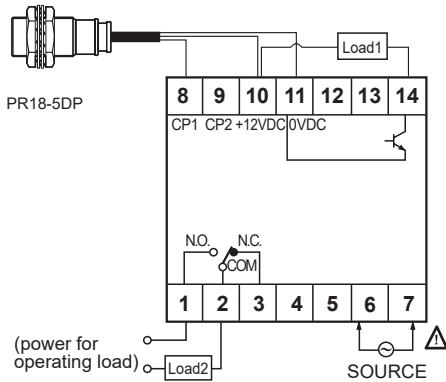 Load1
PR18-5DP
8 9 10 11 12 13 14
CP1 CP2 +12VDC 0VDC
N.O. N.C.
COM
1 2 3 4 5 6 7
(power for
operating load)
Load2
SOURCE